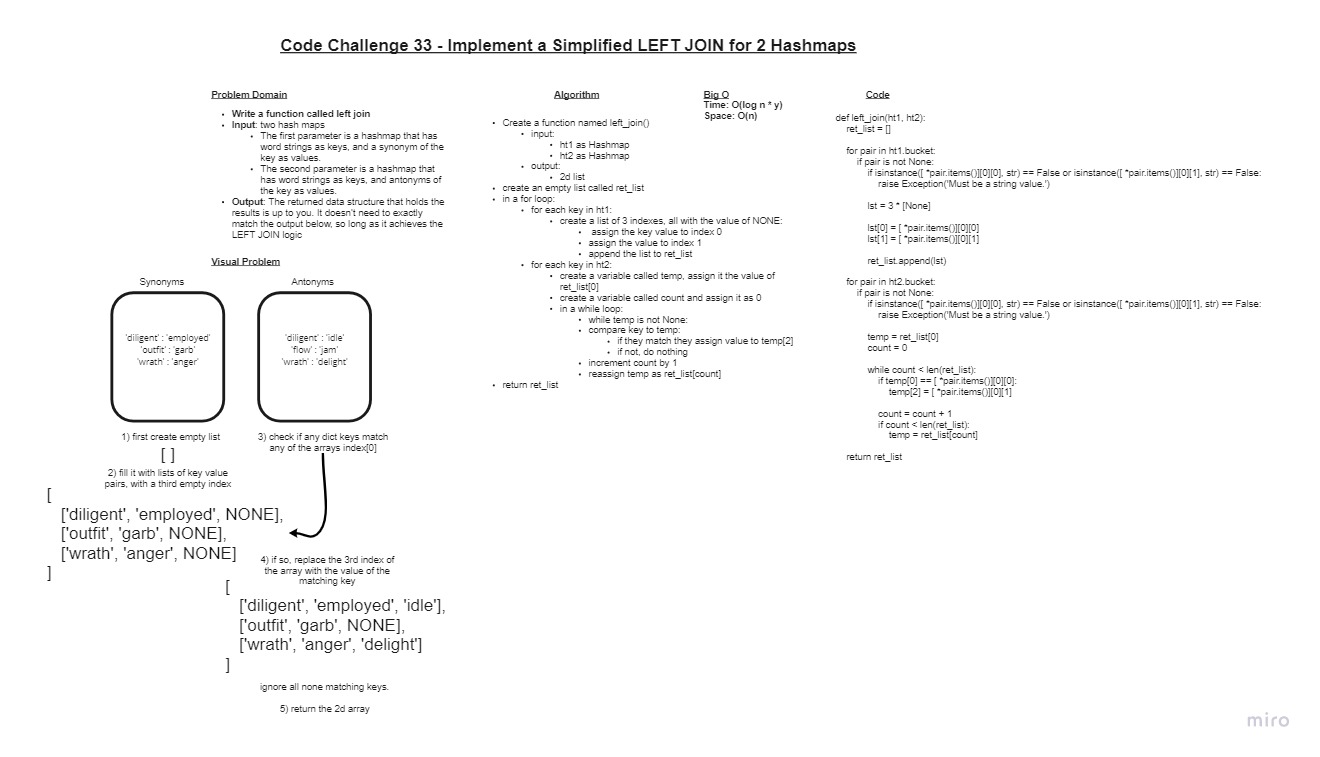 Code Challenge 33 - Implement a Simplified LEFT JOIN for 2 Hashmaps
Problem Domain
Write a function called left join
Input: two hash maps
The first parameter is a hashmap that has
word strings as keys, and a synonym of the
key as values.
The second parameter is a hashmap that
has word strings as keys, and antonyms of
the key as values.
Output: The returned data structure that holds the
results is up to you. It doesn't need to exactly
match the output below, so long as it achieves the
LEFT JOIN logic
Visual Problem
Synonyms
'diligent' : 'employed'
'outfit' : 'garb'
'wrath' : 'anger'
Antonyms
'diligent' : 'idle'
'flow' : 'jam'
'wrath' : 'delight'
1) first create empty list
[ ]
2) fill it with lists of key value
pairs, with a third empty index
[
['diligent', 'employed', NONE],
['outfit', 'garb', NONE],
['wrath', 'anger', NONE]
]
3) check if any dict keys match
any of the arrays index[0]
4) if so, replace the 3rd index of
the array with the value of the
matching key
[
['diligent', 'employed', 'idle'],
['outfit', 'garb', NONE],
['wrath', 'anger', 'delight']
]
ignore all none matching keys.
5) return the 2d array
Algorithm
Create a function named left_join()
input:
ht1 as Hashmap
ht2 as Hashmap
output:
2d list
create an empty list called ret_list
in a for loop:
for each key in ht1:
create a list of 3 indexes, all with the value of NONE:
assign the key value to index 0
assign the value to index 1
append the list to ret_list
for each key in ht2:
create a variable called temp, assign it the value of
ret_list[0]
create a variable called count and assign it as 0
in a while loop:
while temp is not None:
compare key to temp:
if they match they assign value to temp[2]
if not, do nothing
increment count by 1
reassign temp as ret_list[count]
return ret_list
Big O
Time: O(log n * y)
Space: O(n)
Code
def left_join(ht1, ht2):
ret_list = []
for pair in ht1.bucket:
if pair is not None:
if isinstance([ *pair.items()][0][0], str) == False or isinstance([ *pair.items()][0][1], str) == False:
raise Exception('Must be a string value.')
lst = 3 * [None]
lst[0] = [ *pair.items()][0][0]
lst[1] = [ *pair.items()][0][1]
ret_list.append(lst)
for pair in ht2.bucket:
if pair is not None:
if isinstance([ *pair.items()][0][0], str) == False or isinstance([ *pair.items()][0][1], str) == False:
raise Exception('Must be a string value.')
temp = ret_list[0]
count = 0
while count < len(ret_list):
if temp[0] == [ *pair.items()][0][0]:
temp[2] = [ *pair.items()][0][1]
count = count + 1
if count < len(ret_list):
temp = ret_list[count]
return ret_list
miro